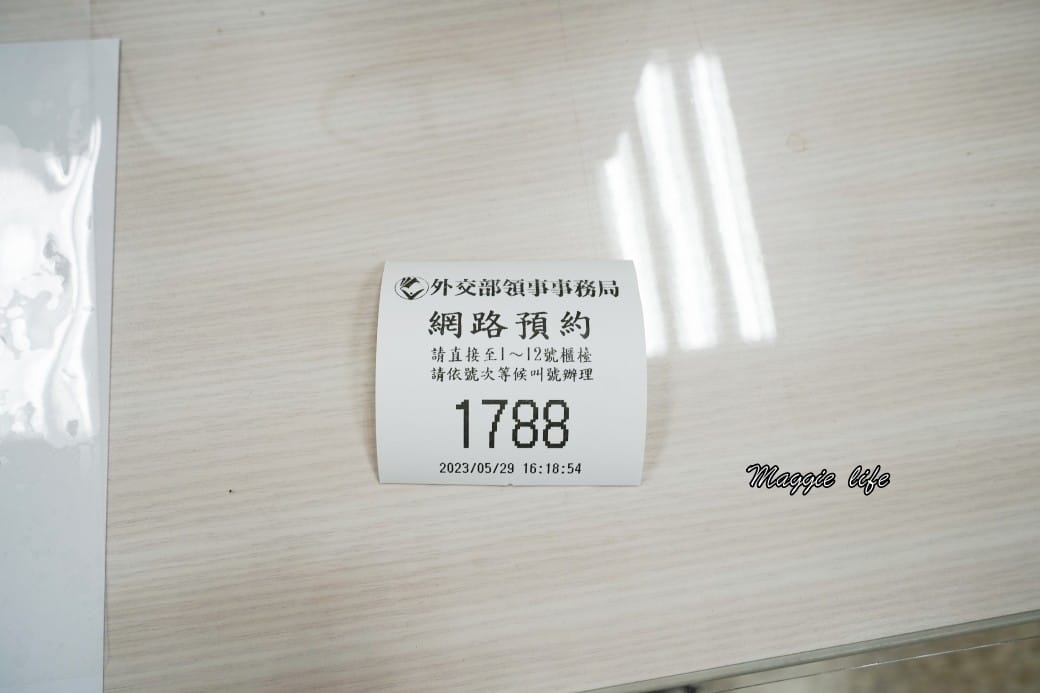 外交部領事事務局
網路預約
請直接至1～12號櫃檯
請依號次等候叫號辦理
1788
2023/05/29 16:18:54
Maggie life